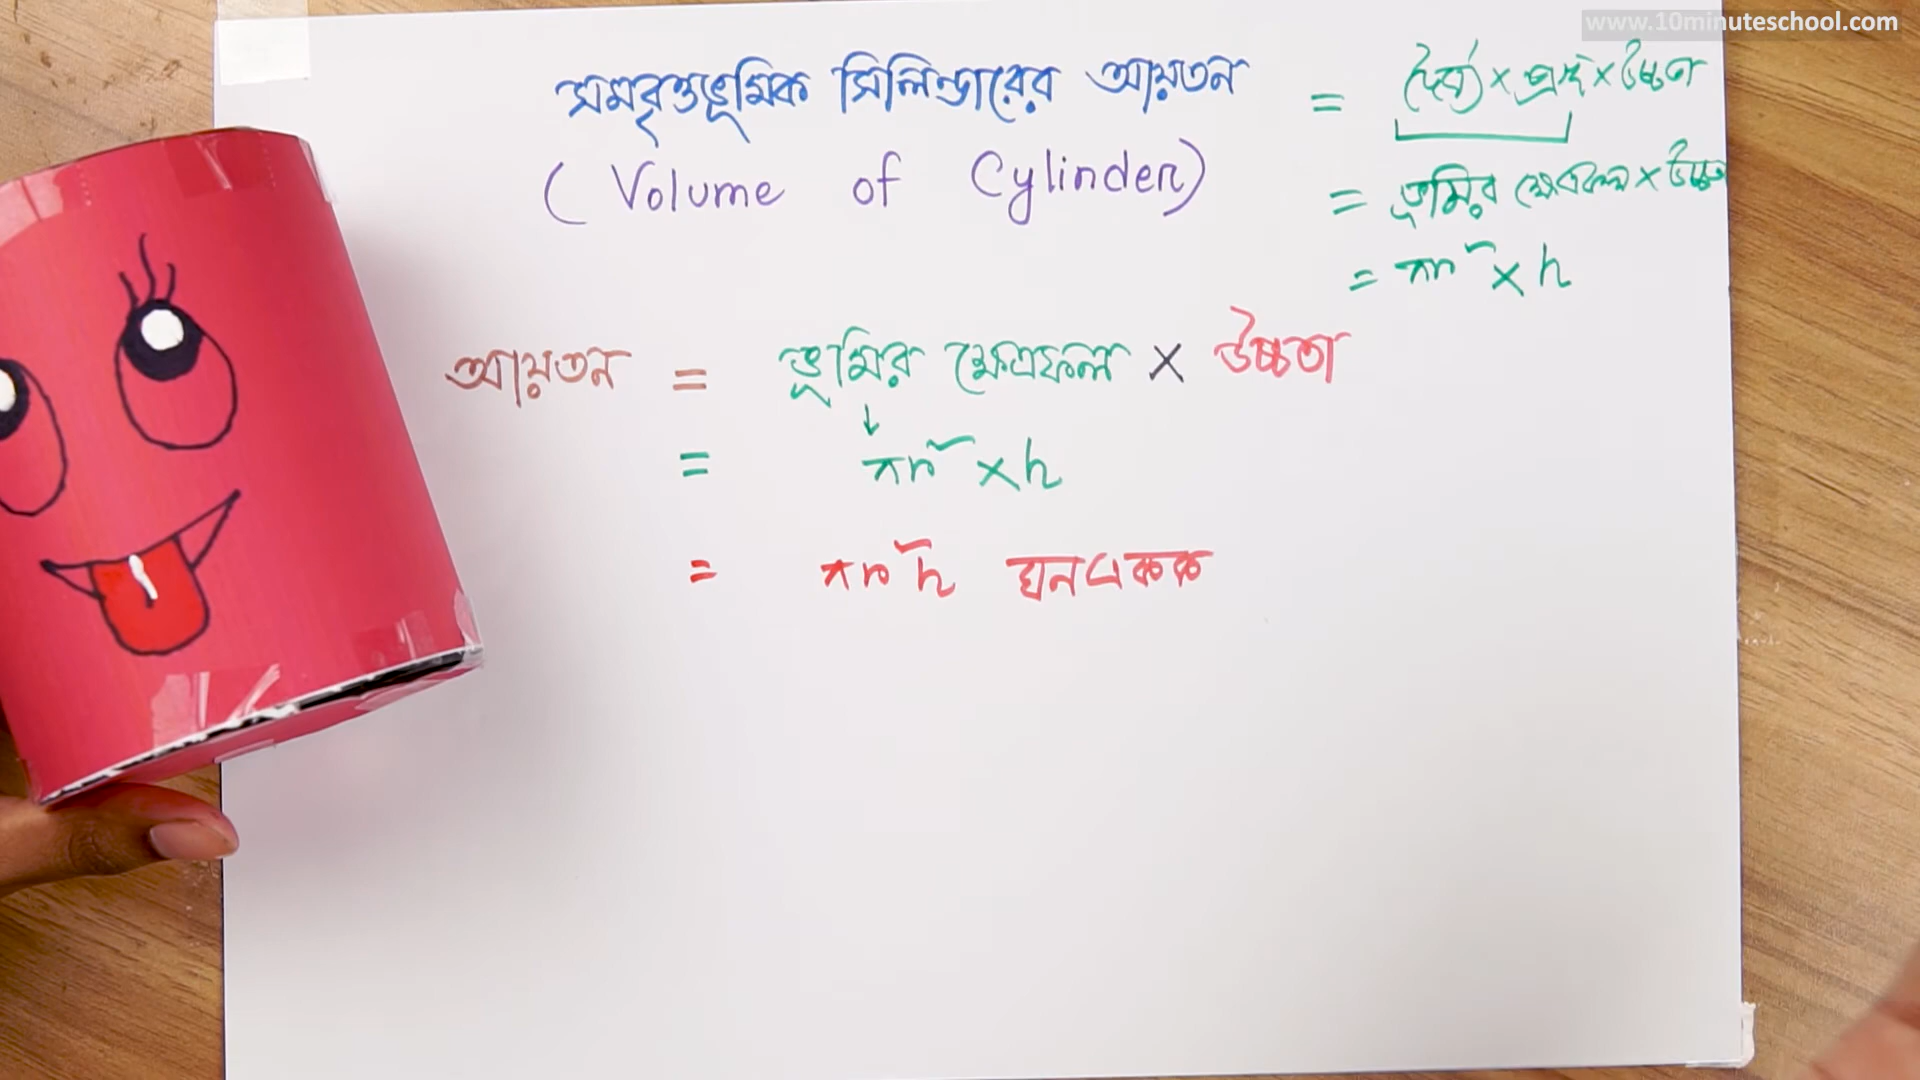 www.10minuteschool.com
সমবৃত্তভূমিক সিলিন্ডারের আয়তন = দৈর্ঘ্য × প্রস্থ × উচ্চতা
(Volume of Cylinder) = ভূমির ক্ষেত্রফল × উচ্চতা
= πr² × h
আয়তন = ভূমির ক্ষেত্রফল × উচ্চতা
↓
= πr² × h
= πr²h ঘনএকক